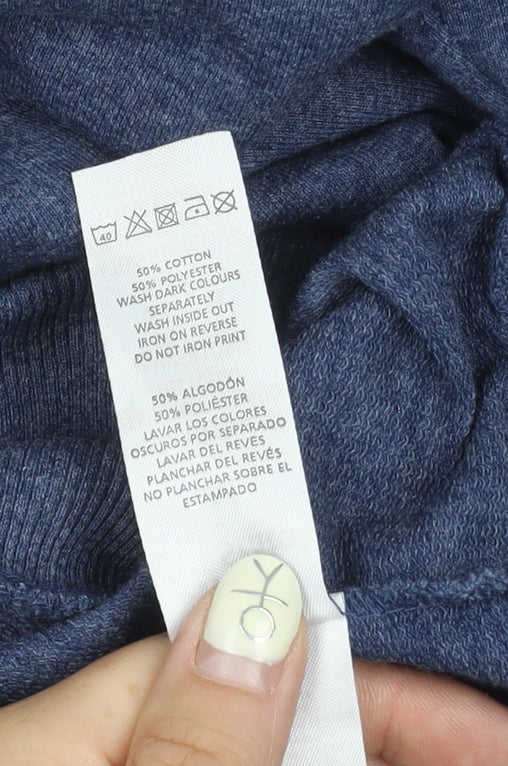 40
50% COTTON
50% POLYESTER
WASH DARK COLOURS
SEPARATELY
WASH INSIDE OUT
IRON ON REVERSE
DO NOT IRON PRINT
50% ALGODÓN
50% POLIÉSTER
LAVAR LOS COLORES
OSCUROS POR SEPARADO
LAVAR DEL REVÉS
PLANCHAR DEL REVÉS
NO PLANCHAR SOBRE EL
ESTAMPADO